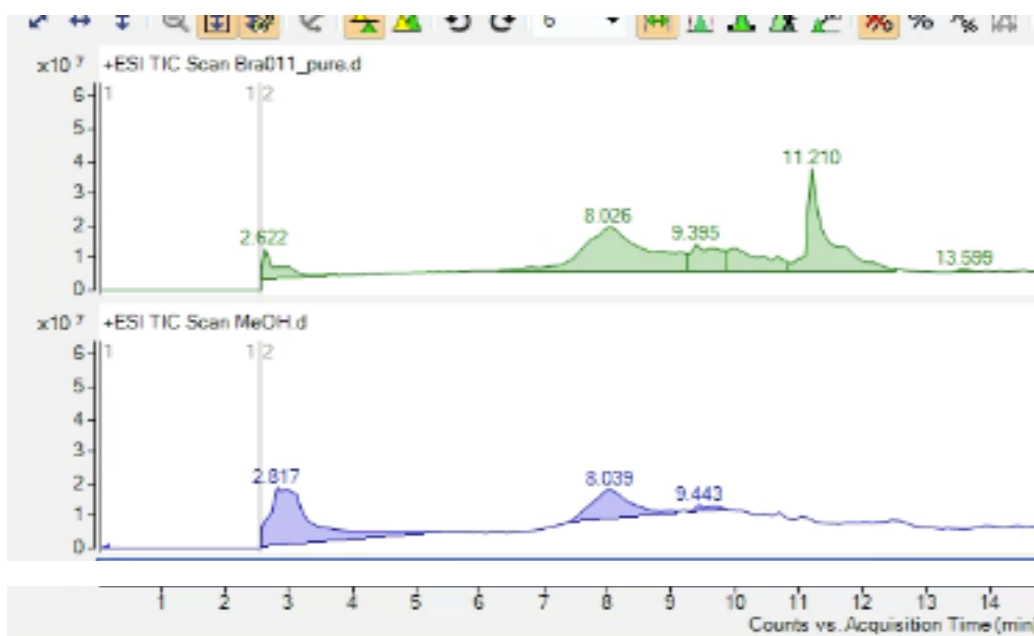 6 % %
x10 7 +ESI TIC Scan Bra011_pure.d
6 1 1 2
5
4
11.210
3
8.026
2
9.395
2.622
1
13.599
0
x10 7 +ESI TIC Scan MeOH.d
6 1 1 2
5
4
3
2.817 8.039
2
9.443
1
0
1 2 3 4 5 6 7 8 9 10 11 12 13 14
Counts vs. Acquisition Time (min